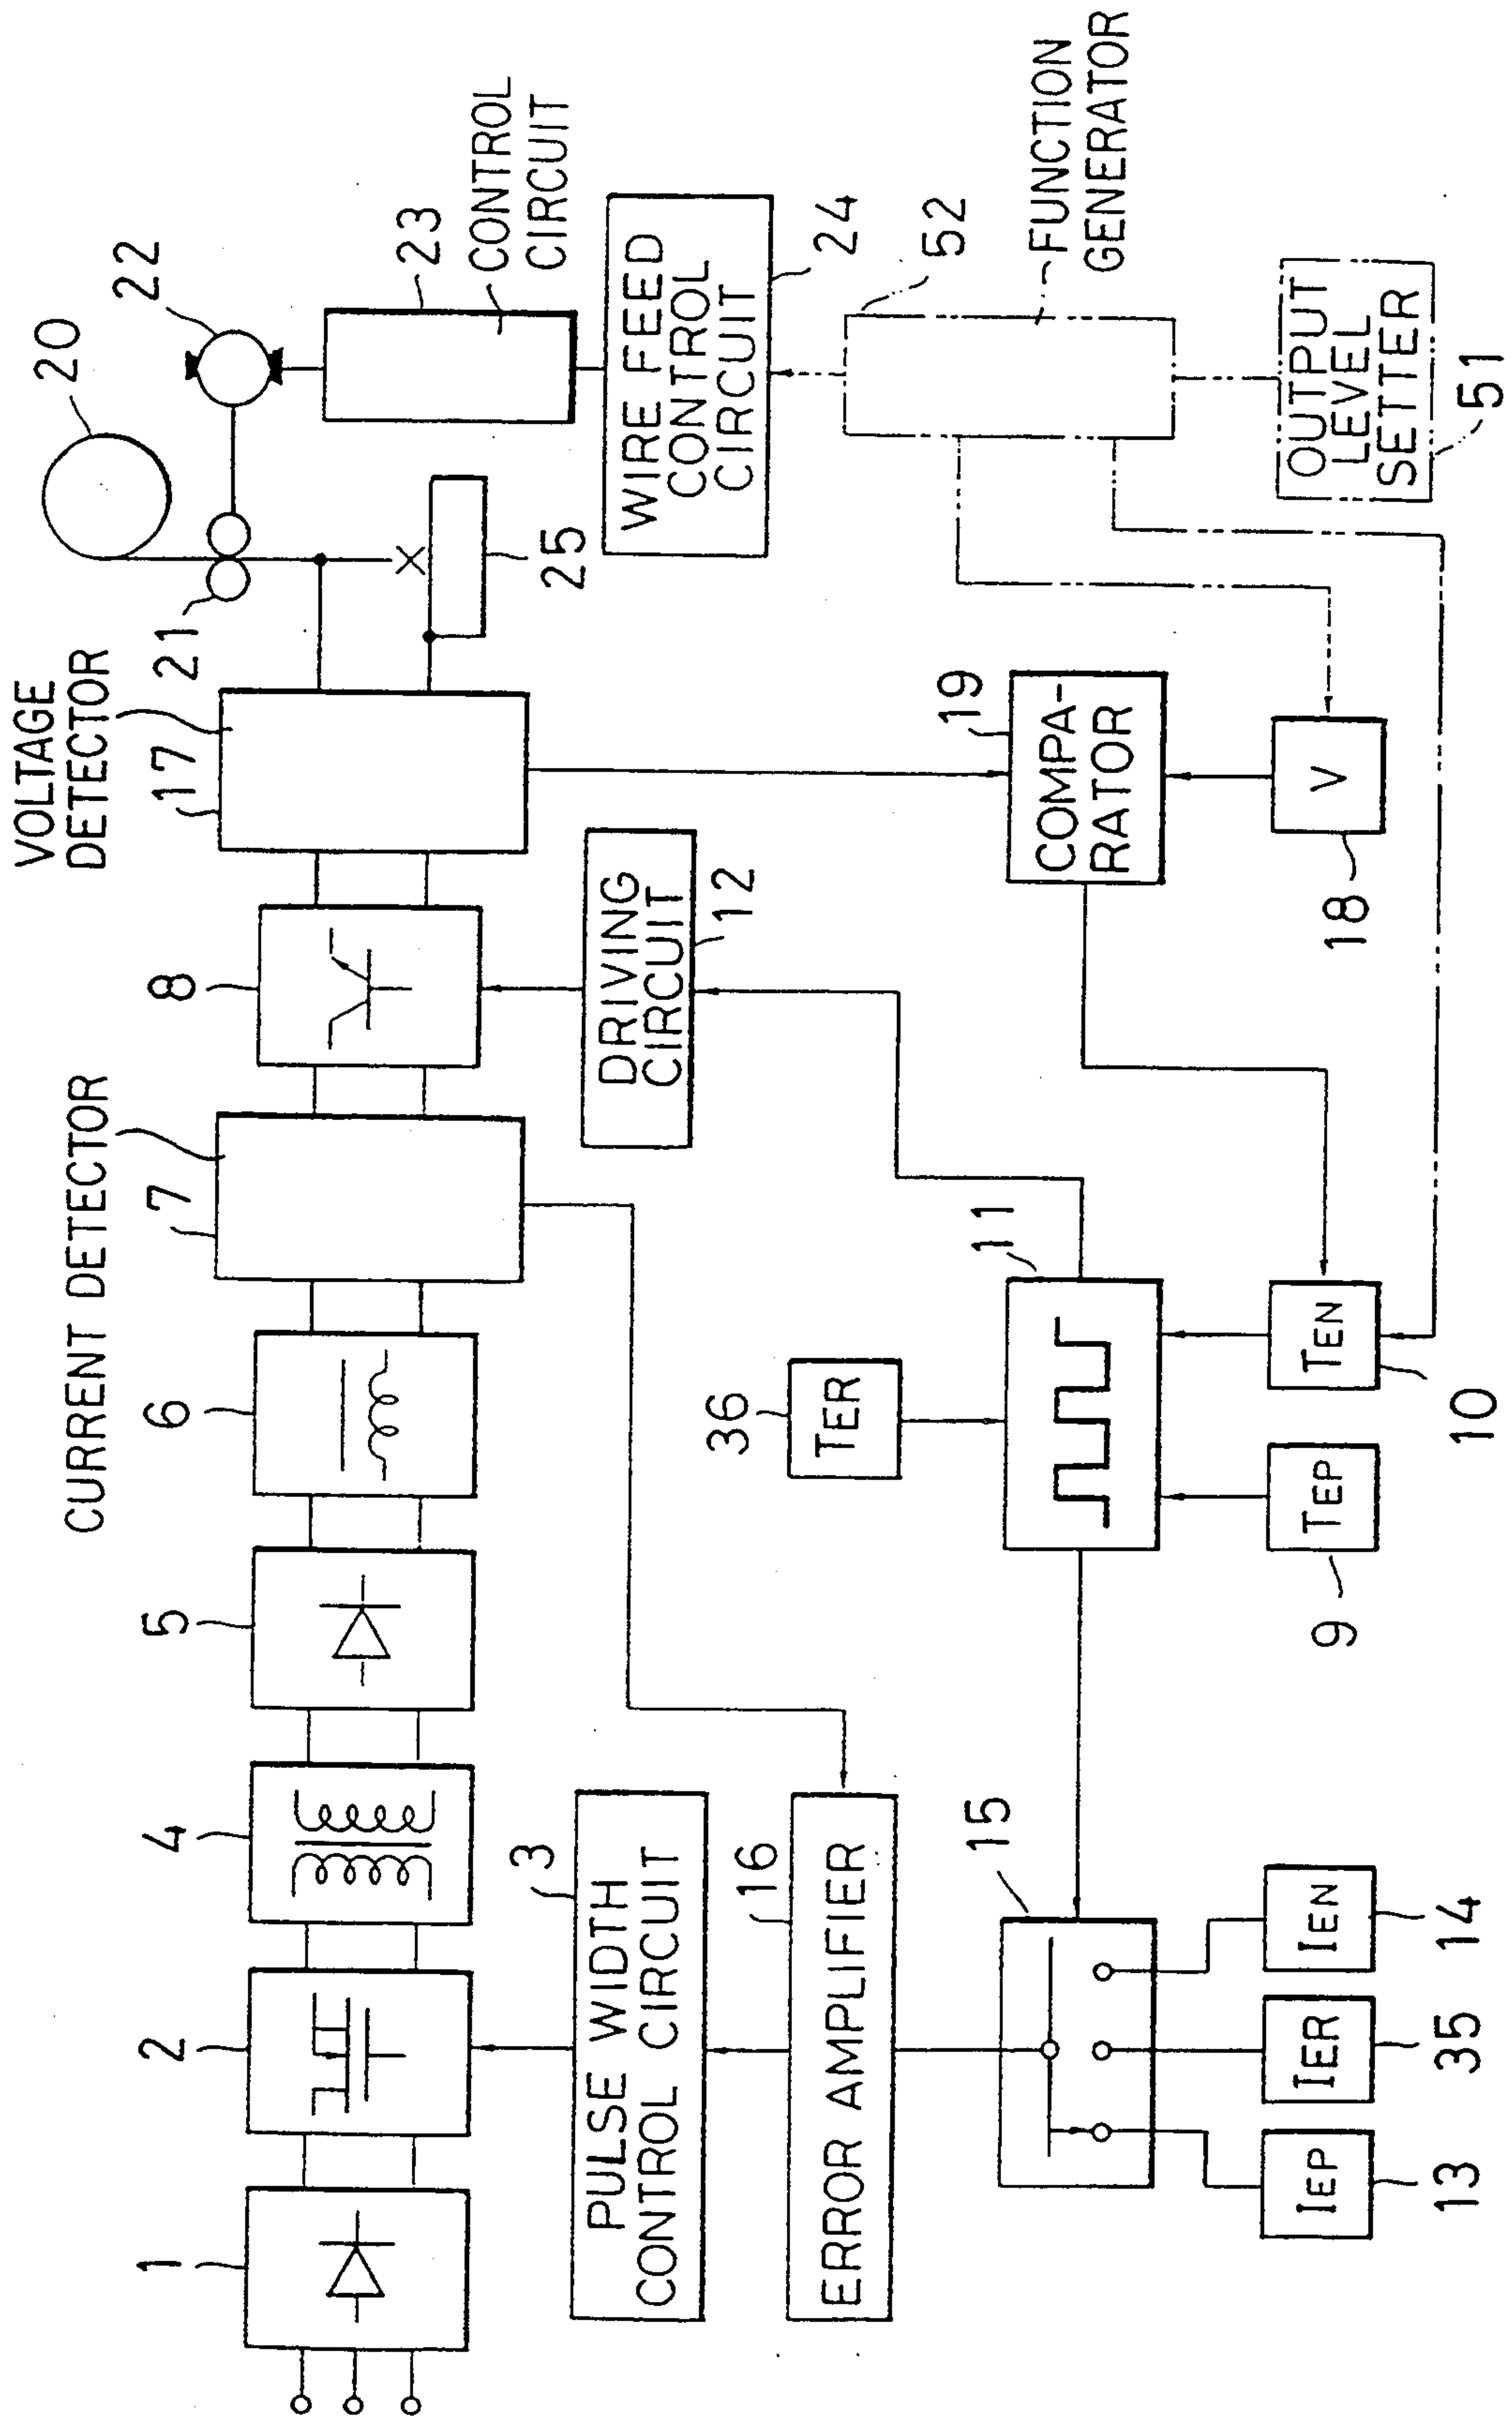 1
2
4
5
6
CURRENT DETECTOR
7
8
VOLTAGE
DETECTOR
17
21
20
22
23
CONTROL
CIRCUIT
25
WIRE FEED
CONTROL
CIRCUIT
24
3
PULSE WIDTH
CONTROL CIRCUIT
DRIVING
CIRCUIT
12
16
ERROR AMPLIFIER
36
TER
52
FUNCTION
GENERATOR
15
11
19
COMPA-
RATOR
IEP
13
IER
35
IEN
14
9
TEP
TEN
10
18
V
OUTPUT
LEVEL
SETTER
51